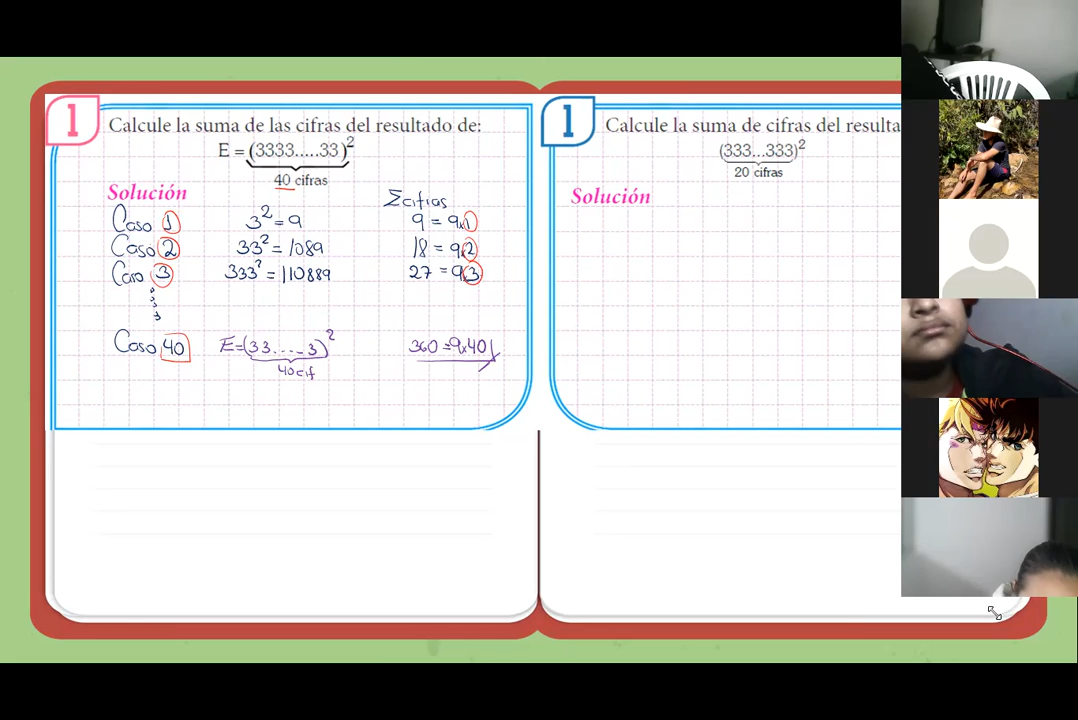 1
Calcule la suma de las cifras del resultado de:
E = (3333.....33)²
40 cifras
Solución
Σcifras
Caso 1 3² = 9 9 = 9x1
Caso 2 33² = 1089 18 = 9x2
Caso 3 333² = 110889 27 = 9x3
Caso 40 E=(33....3)² 360 = 9x40
40 cif
1
Calcule la suma de cifras del resulta
(333...333)²
20 cifras
Solución